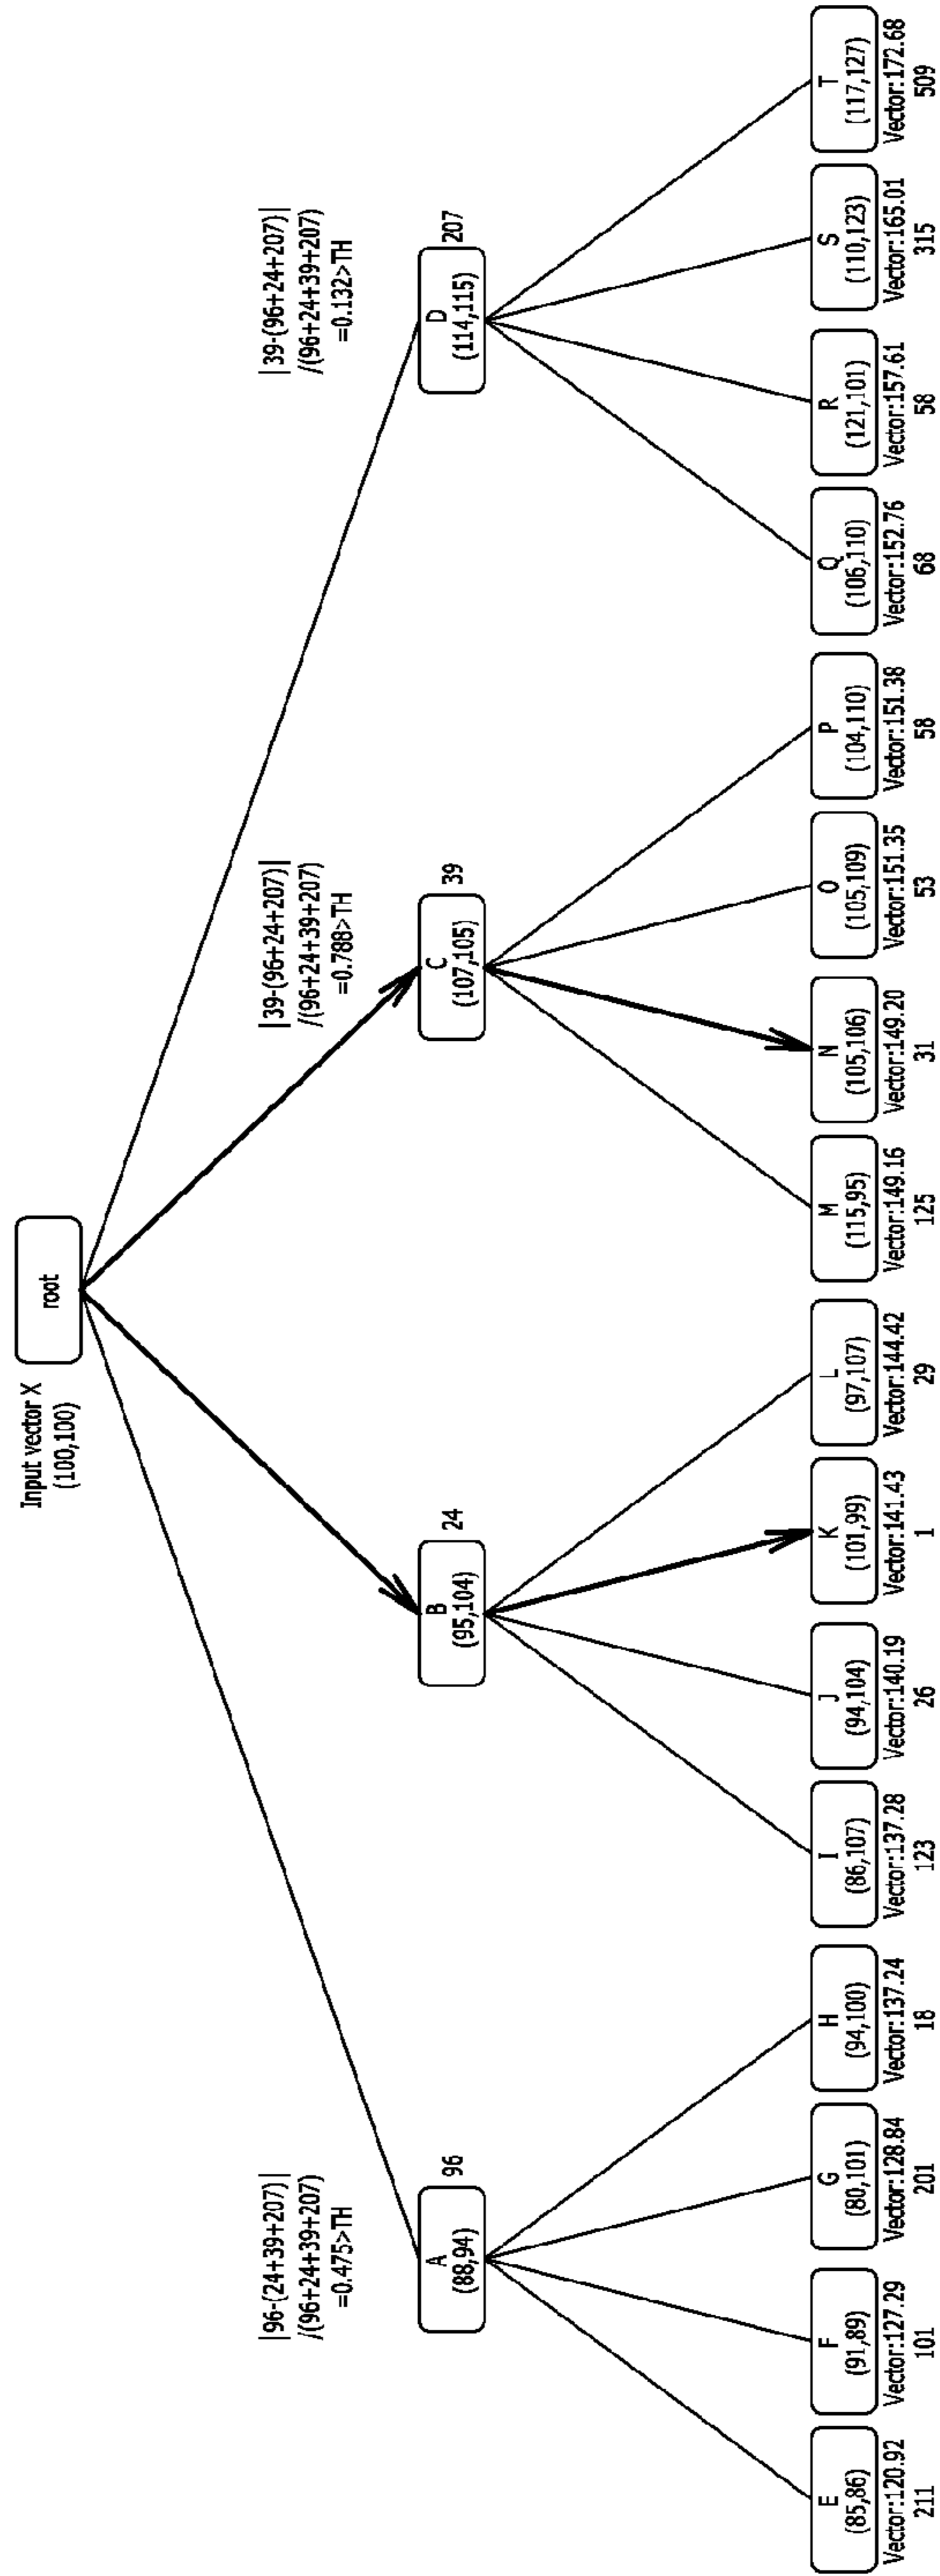 Input vector X
(100,100)
root
|96-(24+39+207)|
/(96+24+39+207)
=0.475>TH
|39-(96+24+207)|
/(96+24+39+207)
=0.788>TH
|39-(96+24+207)|
/(96+24+39+207)
=0.132>TH
A
(88,94)
96
B
(95,104)
24
C
(107,105)
39
D
(114,115)
207
E
(85,86)
Vector:120.92
211
F
(91,89)
Vector:127.29
101
G
(80,101)
Vector:128.84
201
H
(94,100)
Vector:137.24
18
I
(86,107)
Vector:137.28
123
J
(94,104)
Vector:140.19
26
K
(101,99)
Vector:141.43
1
L
(97,107)
Vector:144.42
29
M
(115,95)
Vector:149.16
125
N
(105,106)
Vector:149.20
31
O
(105,109)
Vector:151.35
53
P
(104,110)
Vector:151.38
58
Q
(106,110)
Vector:152.76
68
R
(121,101)
Vector:157.61
58
S
(110,123)
Vector:165.01
315
T
(117,127)
Vector:172.68
509